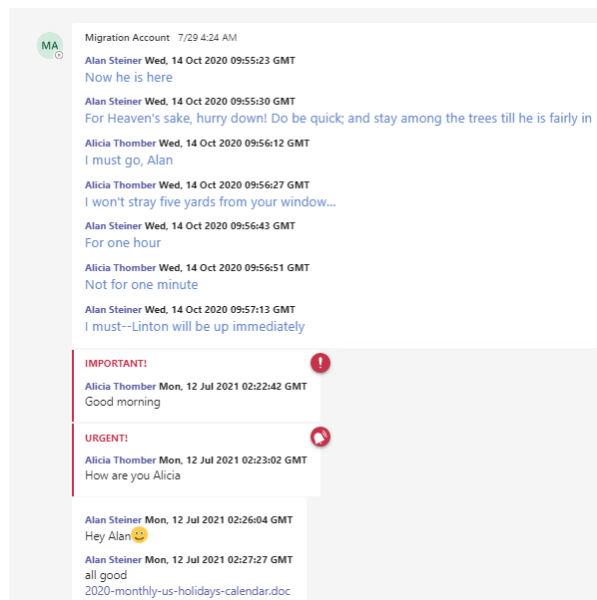 MA
Migration Account 7/29 4:24 AM
Alan Steiner Wed, 14 Oct 2020 09:55:23 GMT
Now he is here
Alan Steiner Wed, 14 Oct 2020 09:55:30 GMT
For Heaven's sake, hurry down! Do be quick; and stay among the trees till he is fairly in
Alicia Thomber Wed, 14 Oct 2020 09:56:12 GMT
I must go, Alan
Alicia Thomber Wed, 14 Oct 2020 09:56:27 GMT
I won't stray five yards from your window...
Alan Steiner Wed, 14 Oct 2020 09:56:43 GMT
For one hour
Alicia Thomber Wed, 14 Oct 2020 09:56:51 GMT
Not for one minute
Alan Steiner Wed, 14 Oct 2020 09:57:13 GMT
I must--Linton will be up immediately
IMPORTANT!
Alicia Thomber Mon, 12 Jul 2021 02:22:42 GMT
Good morning
URGENT!
Alicia Thomber Mon, 12 Jul 2021 02:23:02 GMT
How are you Alicia
Alan Steiner Mon, 12 Jul 2021 02:26:04 GMT
Hey Alan🙂
Alan Steiner Mon, 12 Jul 2021 02:27:27 GMT
all good
2020-monthly-us-holidays-calendar.doc